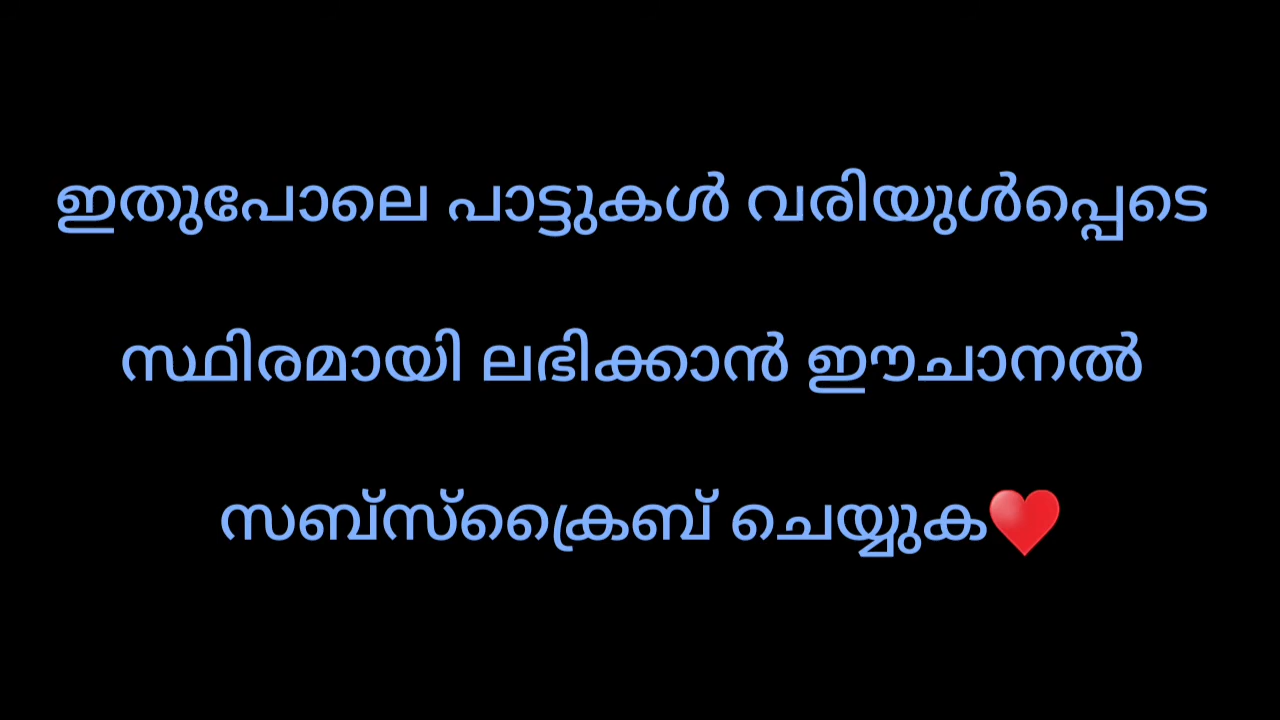 ഇതുപോലെ പാട്ടുകൾ വരിയുൾപ്പെടെ
സ്ഥിരമായി ലഭിക്കാൻ ഈചാനൽ
സബ്സ്ക്രൈബ് ചെയ്യുക♥️